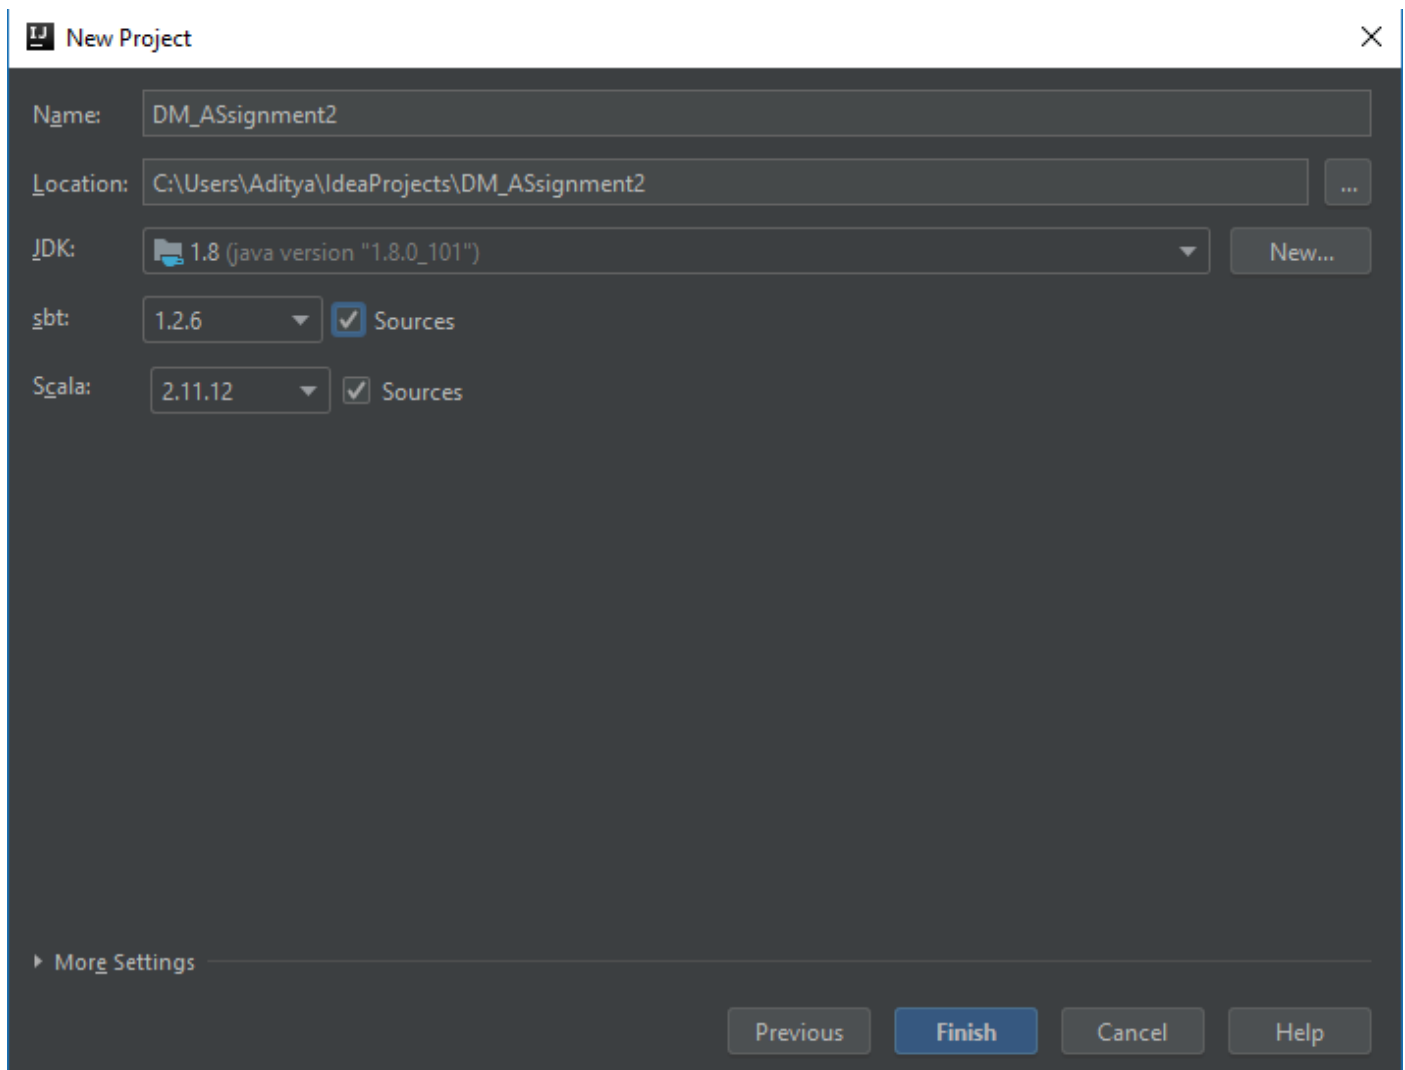 IJ New Project
Name: DM_ASsignment2
Location: C:\Users\Aditya\IdeaProjects\DM_ASsignment2 ...
JDK: 1.8 (java version "1.8.0_101") New...
sbt: 1.2.6 Sources
Scala: 2.11.12 Sources
More Settings
Previous Finish Cancel Help